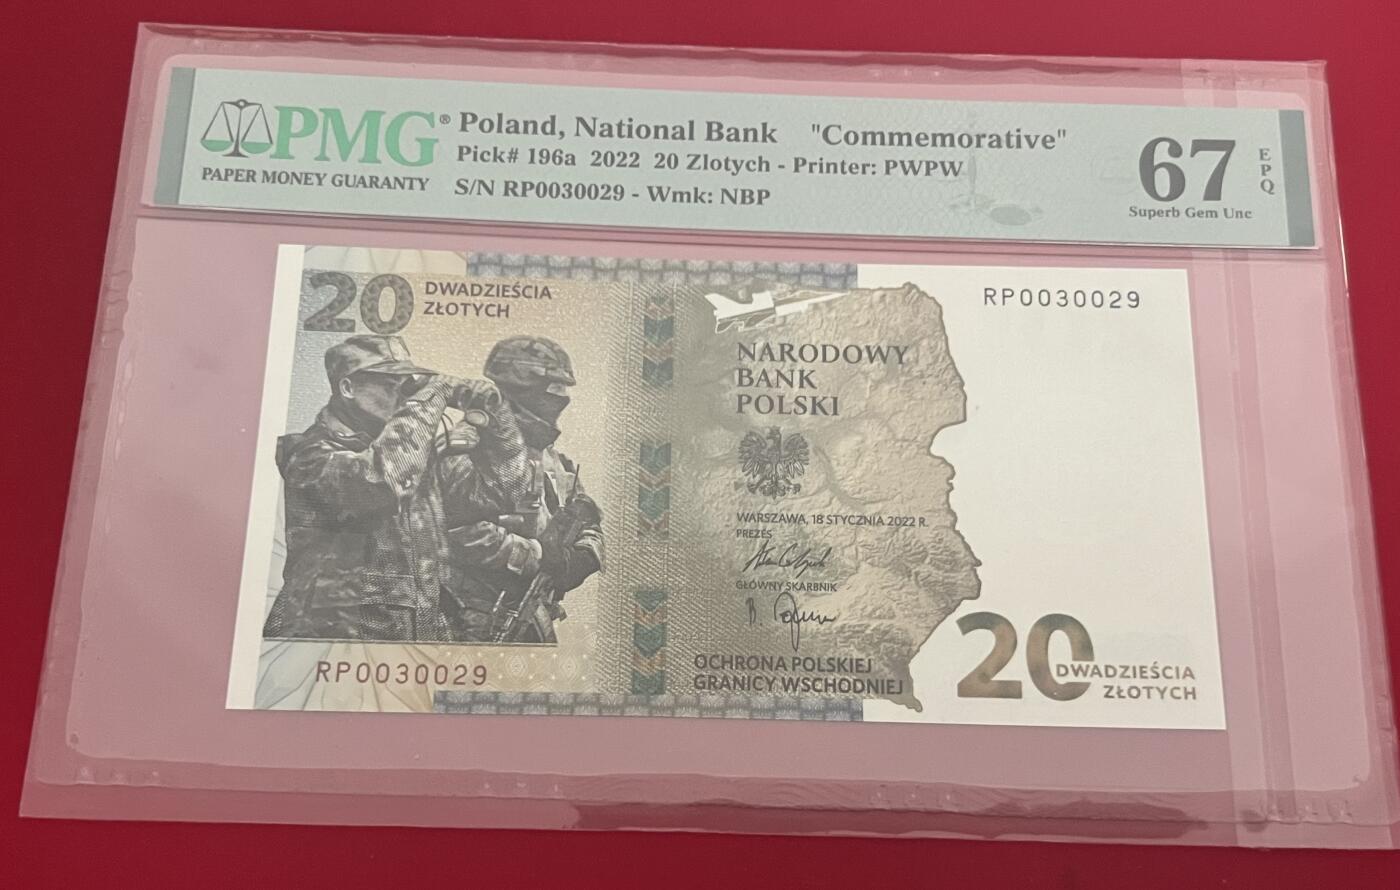 PMG® Poland, National Bank "Commemorative" 67 EPQ
PAPER MONEY GUARANTY Pick# 196a 2022 20 Zlotych - Printer: PWPW Superb Gem Unc
S/N RP0030029 - Wmk: NBP
20 DWADZIEŚCIA
ZŁOTYCH
RP0030029
NARODOWY
BANK
POLSKI
WARSZAWA, 18 STYCZNIA 2022 R.
PREZES
GŁÓWNY SKARBNIK
OCHRONA POLSKIEJ
GRANICY WSCHODNIEJ
RP0030029
20 DWADZIEŚCIA
ZŁOTYCH